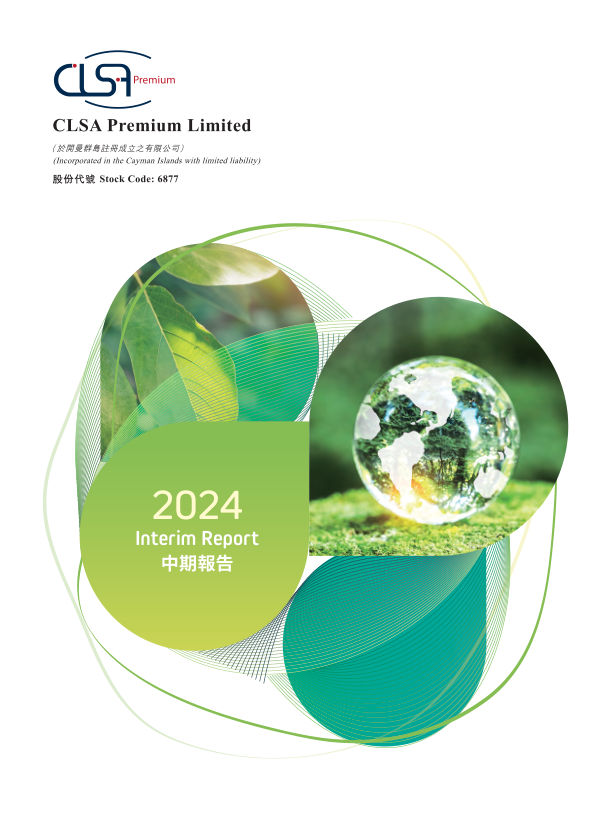 CLSA Premium
CLSA Premium Limited
(於開曼群島註冊成立之有限公司)
(Incorporated in the Cayman Islands with limited liability)
股份代號 Stock Code: 6877
2024
Interim Report
中期報告